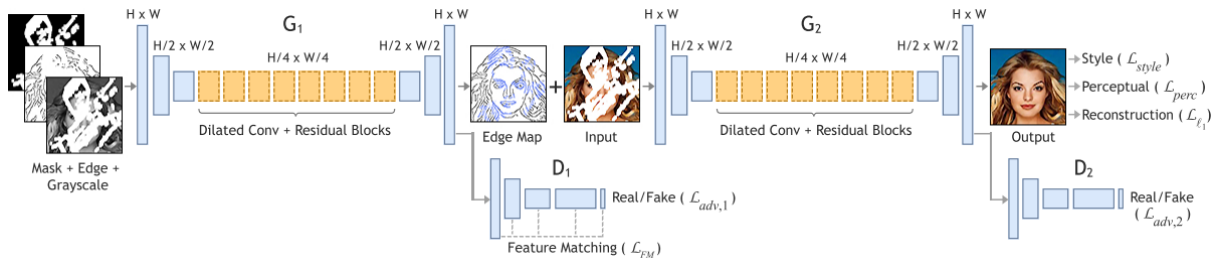 H x W
G1
H/2 x W/2
H/4 x W/4
H/2 x W/2
H x W
Mask + Edge +
Grayscale
Dilated Conv + Residual Blocks
Edge Map
+
Input
H x W
G2
H/2 x W/2
H/4 x W/4
H/2 x W/2
H x W
Dilated Conv + Residual Blocks
Output
Style ( ℒstyle )
Perceptual ( ℒperc )
Reconstruction ( ℒℓ1 )
D1
Real/Fake ( ℒadv,1 )
Feature Matching ( ℒFM )
D2
Real/Fake
( ℒadv,2 )